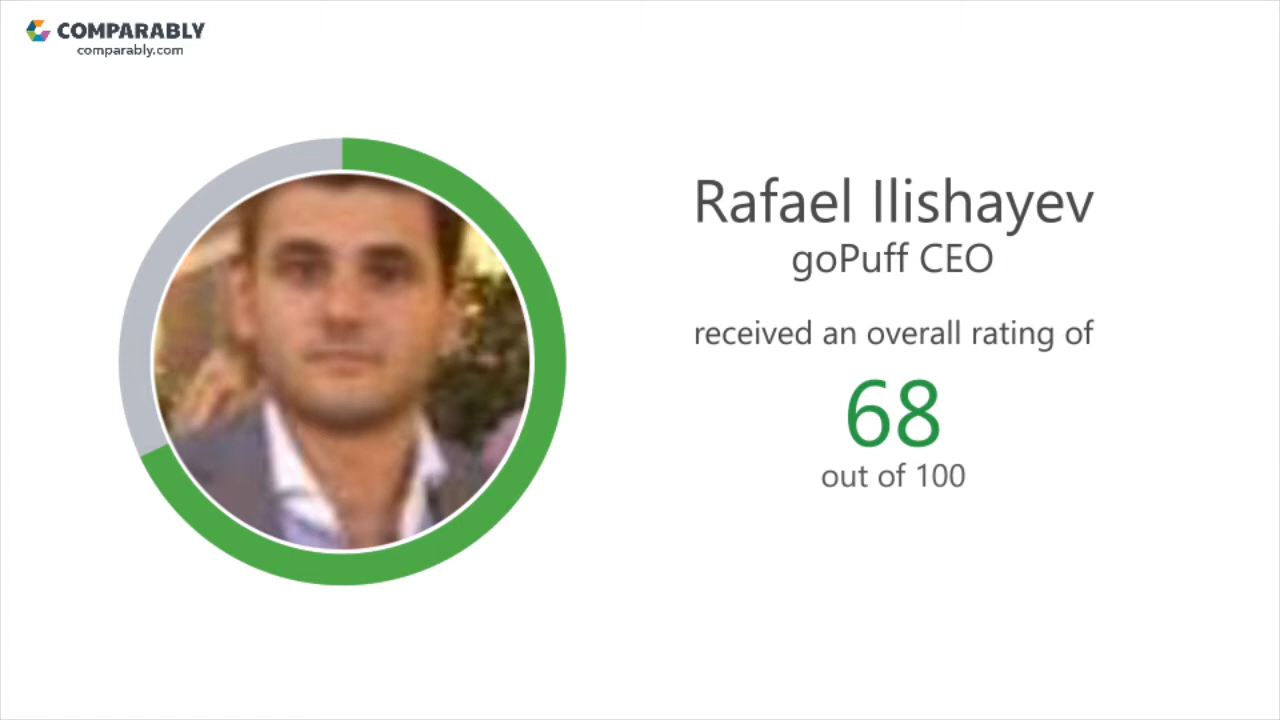 COMPARABLY
comparably.com
Rafael Ilishayev
goPuff CEO
received an overall rating of
68
out of 100